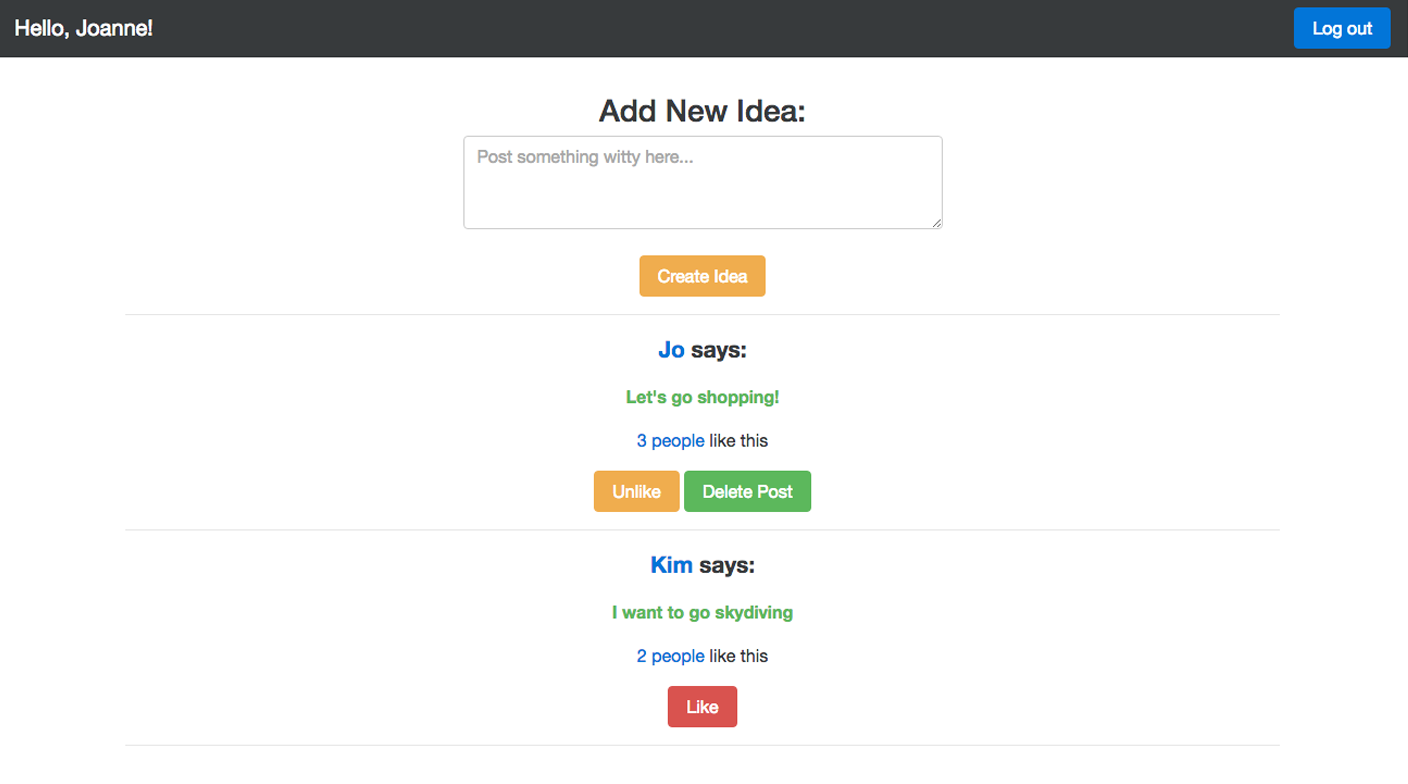 Hello, Joanne!
Log out
Add New Idea:
Post something witty here...
Create Idea
Jo says:
Let's go shopping!
3 people like this
Unlike
Delete Post
Kim says:
I want to go skydiving
2 people like this
Like